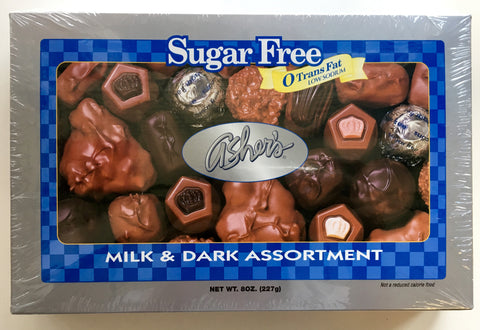 Sugar Free
0 Trans Fat
LOW SODIUM
Asher's
MILK & DARK ASSORTMENT
NET WT. 8OZ. (227g)
Not a reduced calorie food